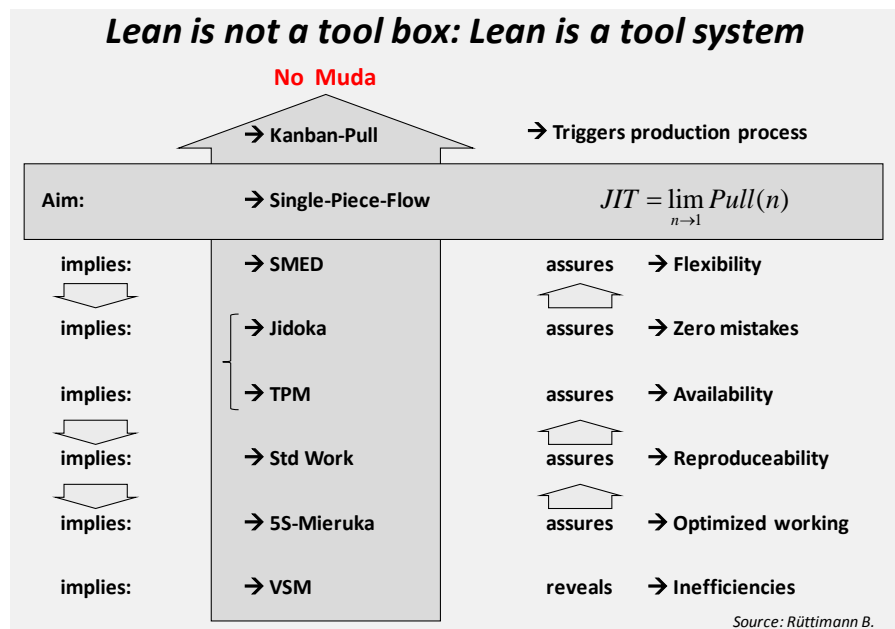 Lean is not a tool box: Lean is a tool system
No Muda
→ Kanban-Pull → Triggers production process
Aim: → Single-Piece-Flow JIT = lim Pull(n)
n→1
implies: → SMED assures → Flexibility
implies: → Jidoka assures → Zero mistakes
implies: → TPM assures → Availability
implies: → Std Work assures → Reproduceability
implies: → 5S-Mieruka assures → Optimized working
implies: → VSM reveals → Inefficiencies
Source: Rüttimann B.